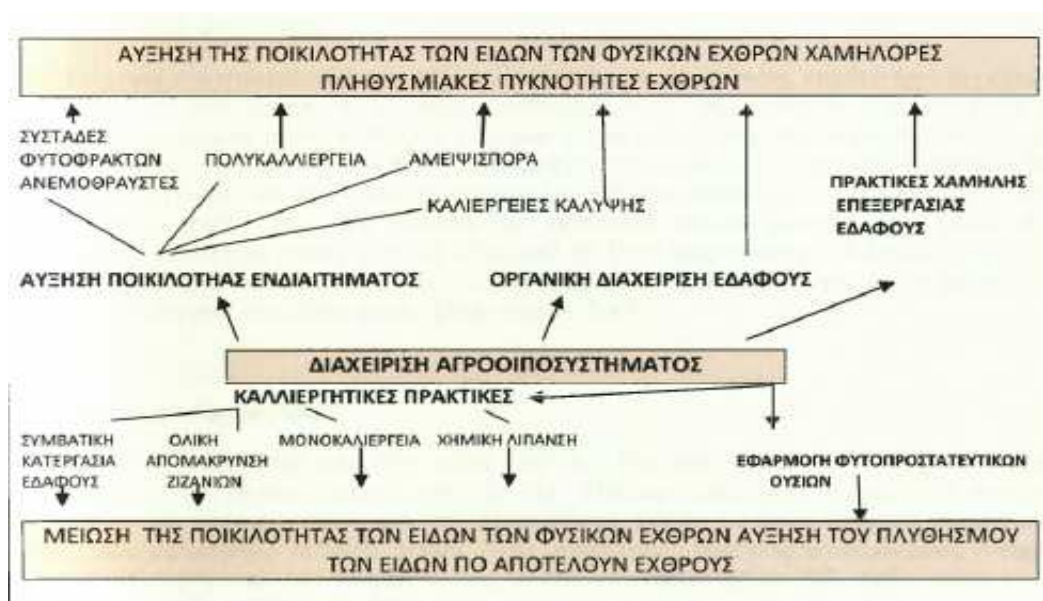 ΑΥΞΗΣΗ ΤΗΣ ΠΟΙΚΙΛΟΤΗΤΑΣ ΤΩΝ ΕΙΔΩΝ ΤΩΝ ΦΥΣΙΚΩΝ ΕΧΘΡΩΝ ΧΑΜΗΛΟΡΕΣ
ΠΛΗΘΥΣΜΙΑΚΕΣ ΠΥΚΝΟΤΗΤΕΣ ΕΧΘΡΩΝ
ΣΥΣΤΑΔΕΣ
ΦΥΤΟΦΡΑΚΤΩΝ
ΑΝΕΜΟΘΡΑΥΣΤΕΣ
ΠΟΛΥΚΑΛΛΙΕΡΓΕΙΑ
ΑΜΕΙΨΙΣΠΟΡΑ
ΚΑΛΙΕΡΓΕΙΕΣ ΚΑΛΥΨΗΣ
ΠΡΑΚΤΙΚΕΣ ΧΑΜΗΛΗΣ
ΕΠΕΞΕΡΓΑΣΙΑΣ
ΕΔΑΦΟΥΣ
ΑΥΞΗΣΗ ΠΟΙΚΙΛΟΤΗΑΣ ΕΝΔΙΑΙΤΗΜΑΤΟΣ
ΟΡΓΑΝΙΚΗ ΔΙΑΧΕΙΡΙΣΗ ΕΔΑΦΟΥΣ
ΔΙΑΧΕΙΡΙΣΗ ΑΓΡΟΟΙΠΟΣΥΣΤΗΜΑΤΟΣ
ΚΑΛΛΙΕΡΓΗΤΙΚΕΣ ΠΡΑΚΤΙΚΕΣ
ΣΥΜΒΑΤΙΚΗ
ΚΑΤΕΡΓΑΣΙΑ
ΕΔΑΦΟΥΣ
ΟΛΙΚΗ
ΑΠΟΜΑΚΡΥΝΣΗ
ΖΙΖΑΝΙΩΝ
ΜΟΝΟΚΑΛΙΕΡΓΕΙΑ
ΧΗΜΙΚΗ ΛΙΠΑΝΣΗ
ΕΦΑΡΜΟΓΗ ΦΥΤΟΠΡΟΣΤΑΤΕΥΤΙΚΩΝ
ΟΥΣΙΩΝ
ΜΕΙΩΣΗ ΤΗΣ ΠΟΙΚΙΛΟΤΗΤΑΣ ΤΩΝ ΕΙΔΩΝ ΤΩΝ ΦΥΣΙΚΩΝ ΕΧΘΡΩΝ ΑΥΞΗΣΗ ΤΟΥ ΠΛΥΘΗΣΜΟΥ
ΤΩΝ ΕΙΔΩΝ ΠΟ ΑΠΟΤΕΛΟΥΝ ΕΧΘΡΟΥΣ